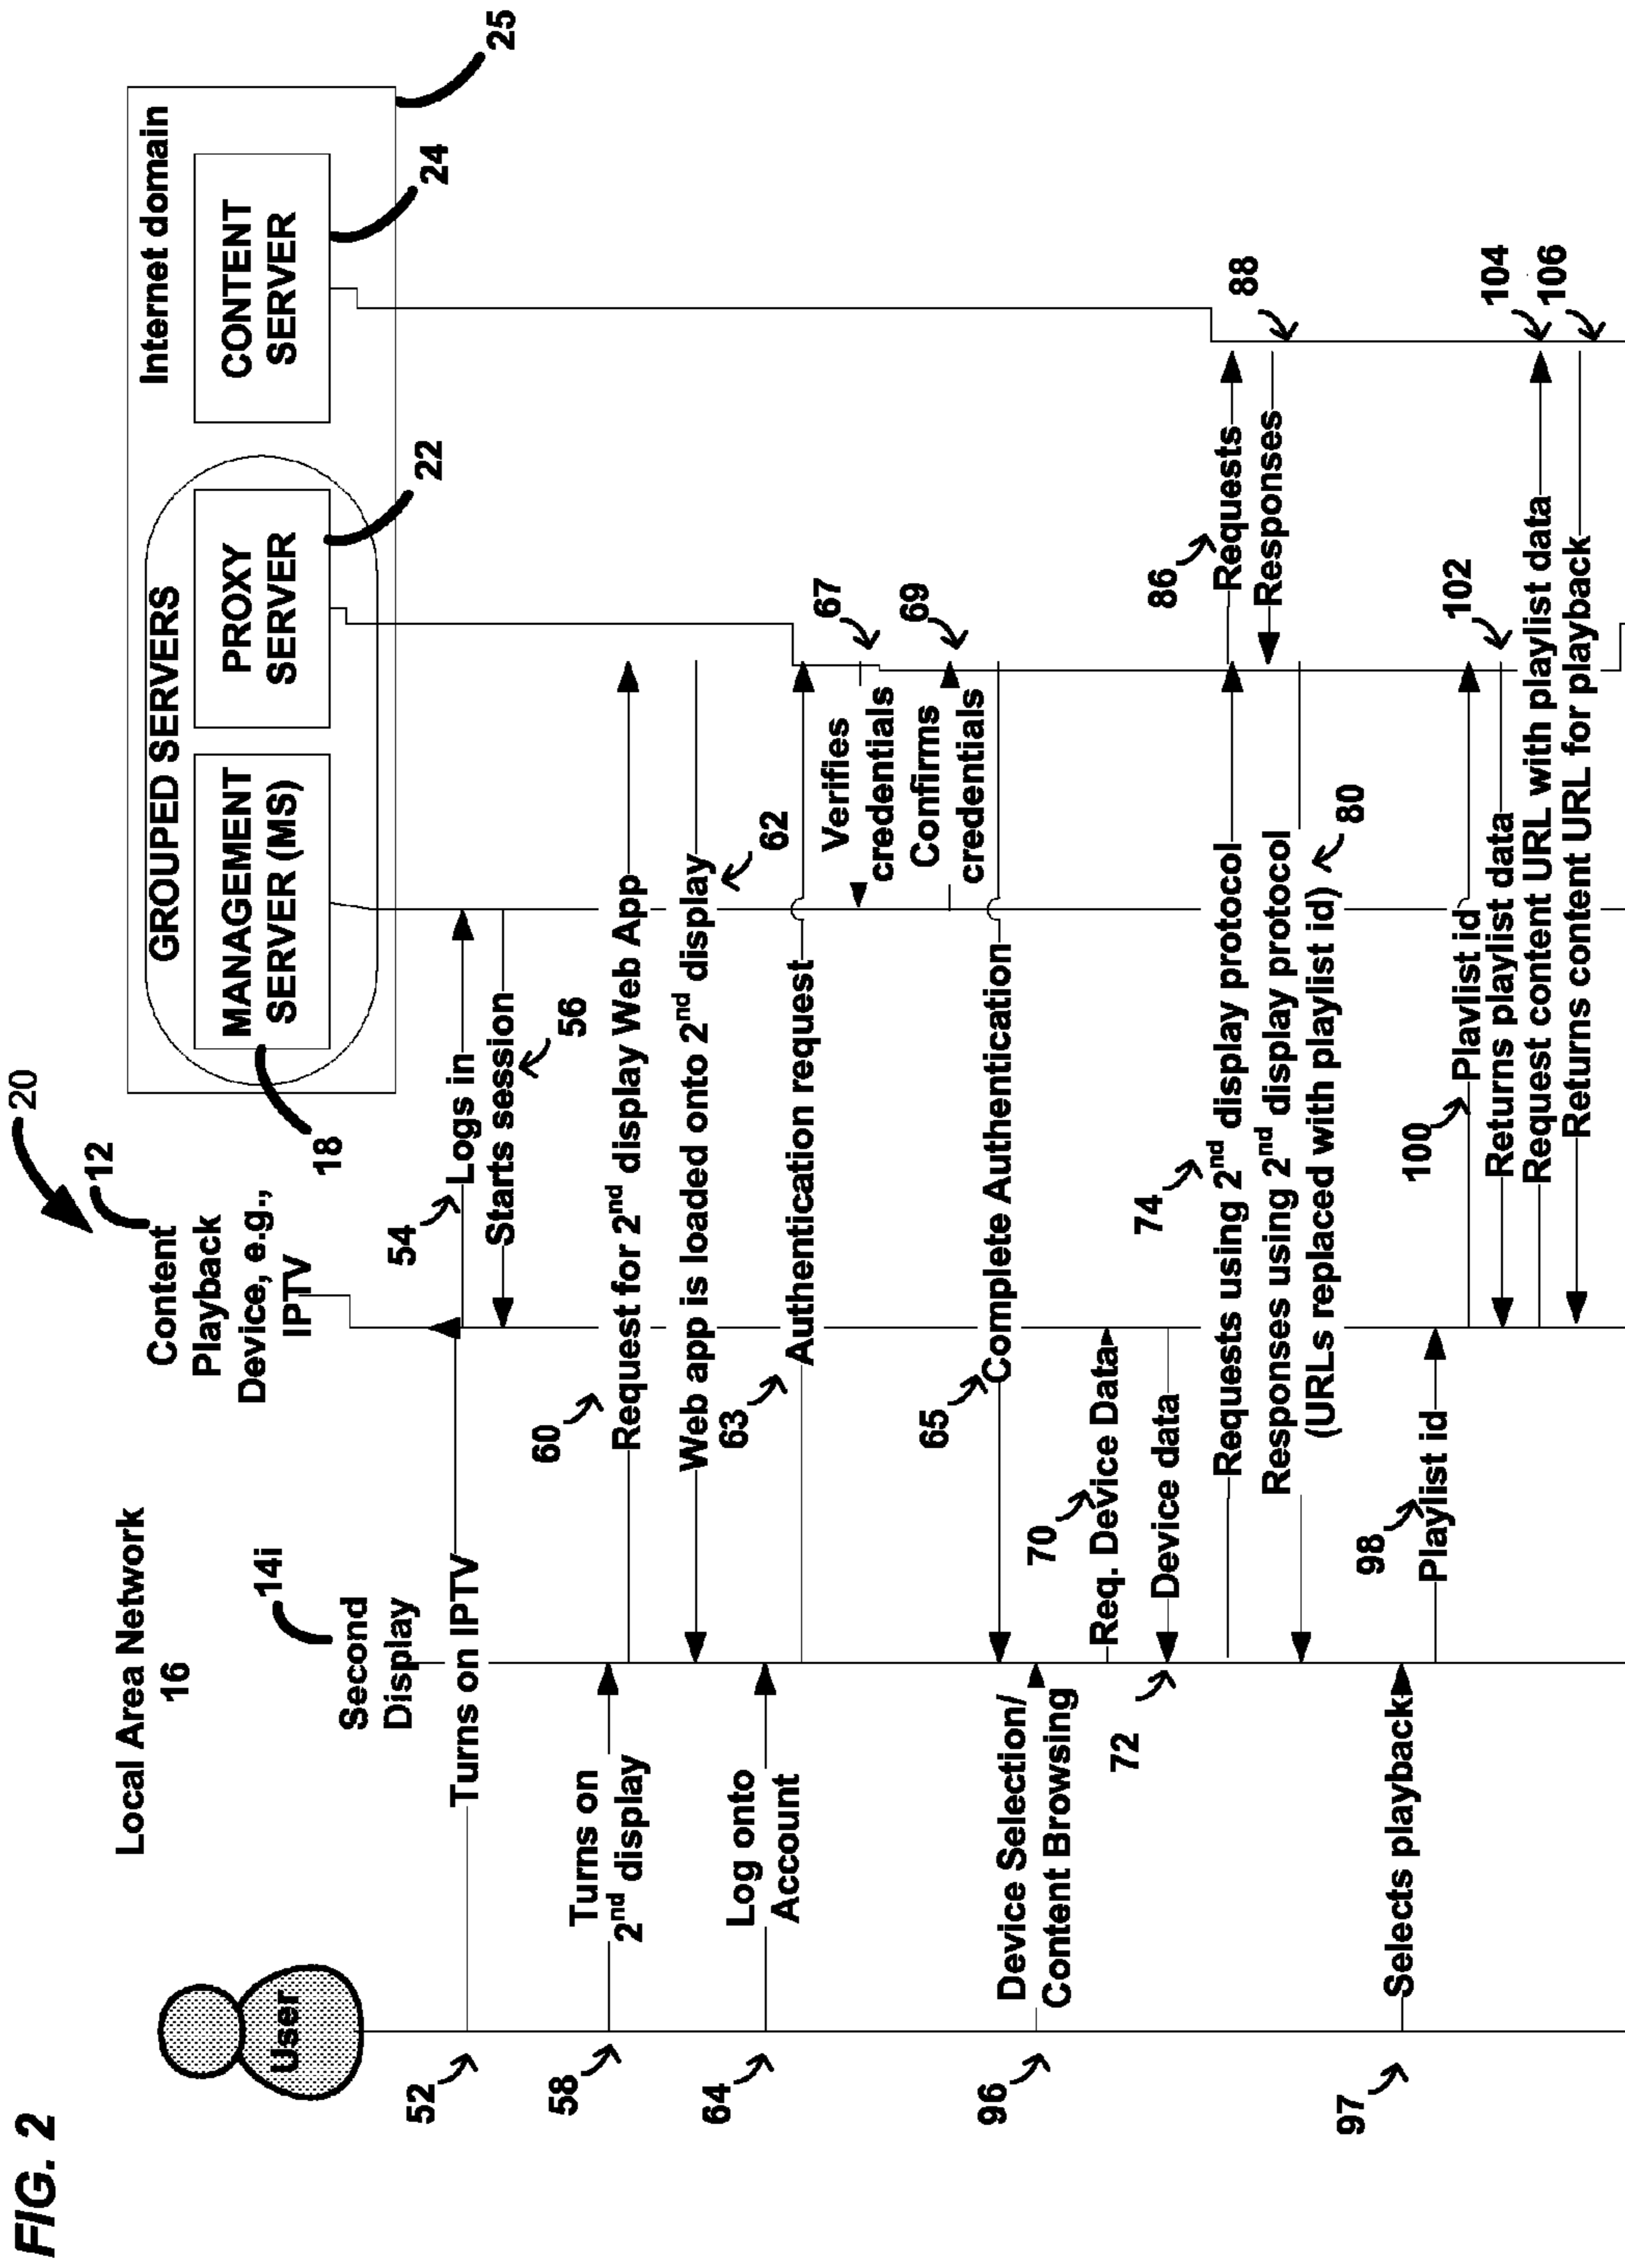 FIG. 2
20
Local Area Network
16
Content
Playback
Device, e.g.,
IPTV
12
Internet domain
GROUPED SERVERS
MANAGEMENT
SERVER (MS)
PROXY
SERVER
CONTENT
SERVER
18
22
24
25
User
Second
Display
14i
52
Turns on IPTV
54
Logs in
Starts session
56
58
Turns on
2nd display
60
Request for 2nd display Web App
Web app is loaded onto 2nd display
62
64
Log onto
Account
63
Authentication request
Verifies
credentials
67
Confirms
credentials
69
65
Complete Authentication
96
Device Selection/
Content Browsing
70
Req. Device Data
Device data
72
74
Requests using 2nd display protocol
Responses using 2nd display protocol
(URLs replaced with playlist id)
80
86
Requests
Responses
88
97
Selects playback
98
Playlist id
100
Playlist id
Returns playlist data
102
Request content URL with playlist data
104
Returns content URL for playback
106